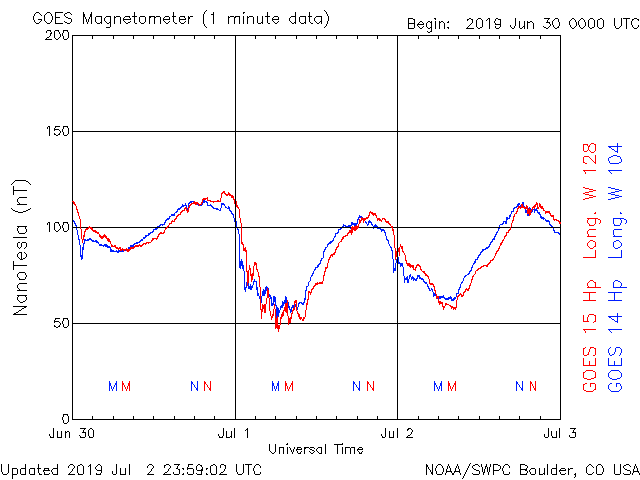 GOES Magnetometer (1 minute data)
Begin: 2019 Jun 30 0000 UTC
200
150
100
50
0
NanoTesla (nT)
M M N N M M N N M M N N
Jun 30 Jul 1 Jul 2 Jul 3
Universal Time
GOES 15 Hp Long. W 128
GOES 14 Hp Long. W 104
Updated 2019 Jul 2 23:59:02 UTC
NOAA/SWPC Boulder, CO USA